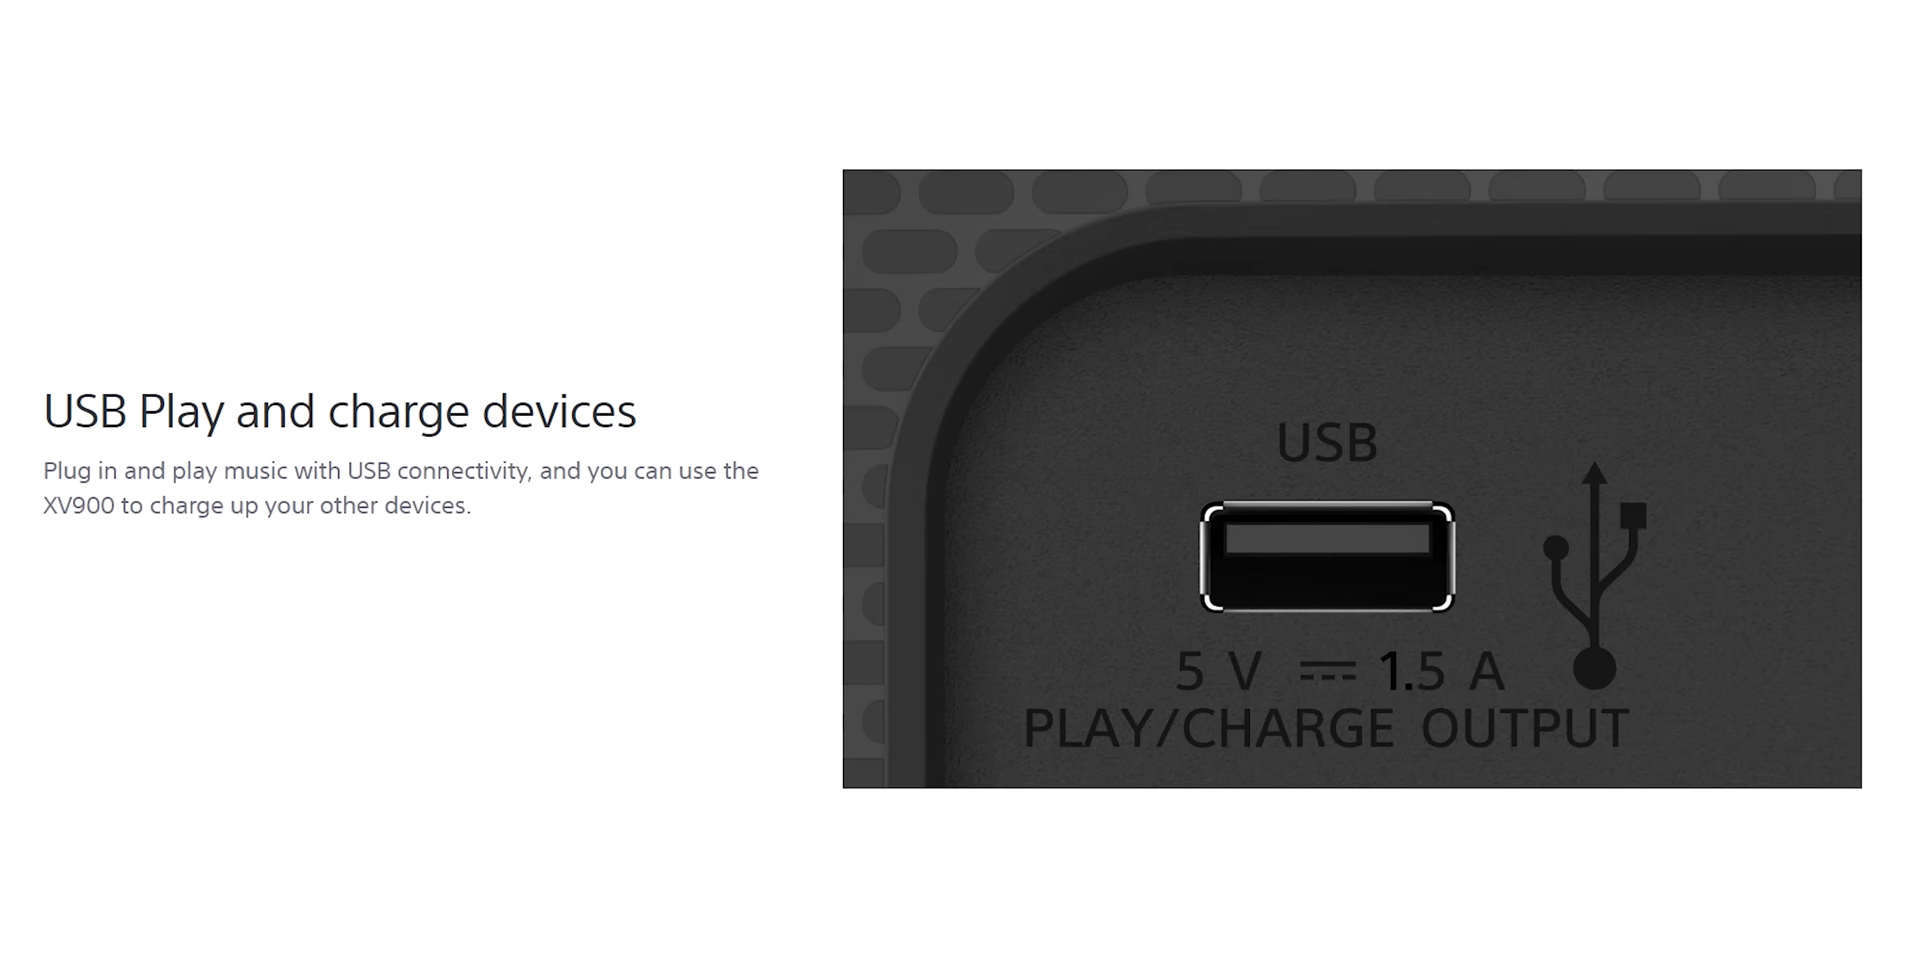 USB Play and charge devices
Plug in and play music with USB connectivity, and you can use the
XV900 to charge up your other devices.
USB
5 V ⎓ 1.5 A
PLAY/CHARGE OUTPUT